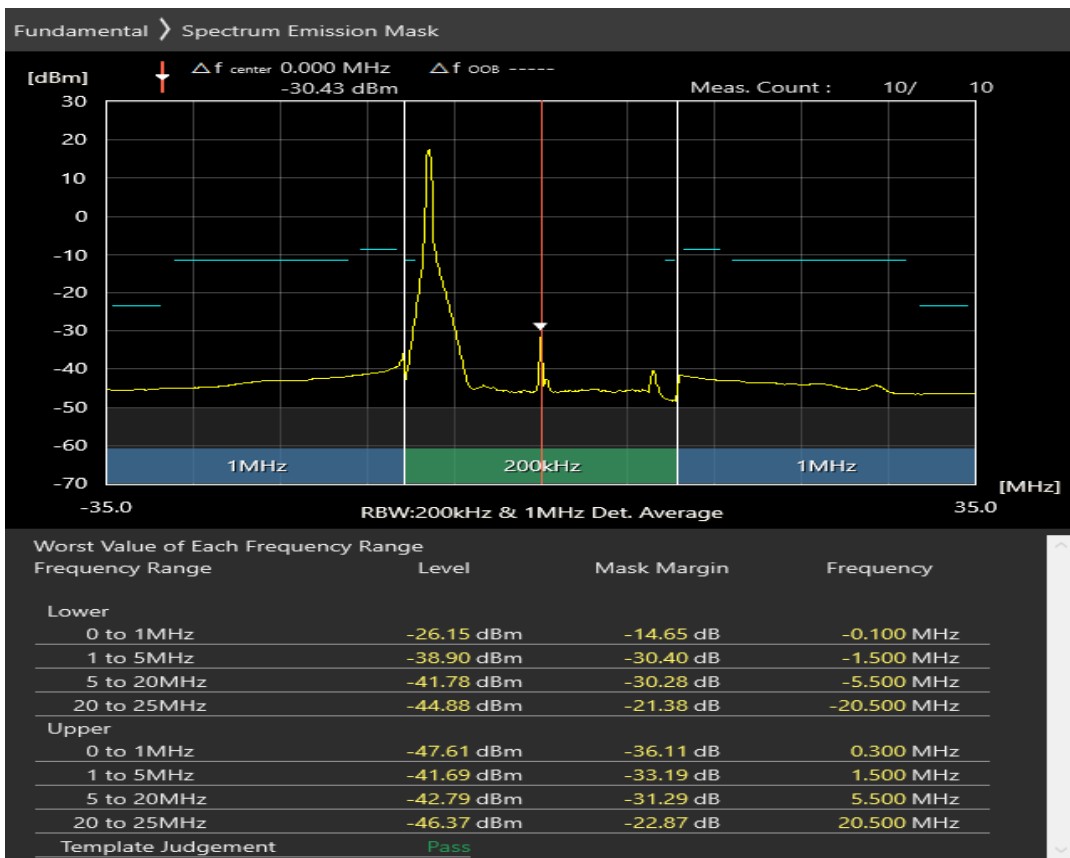 Fundamental 》 Spectrum Emission Mask
[dBm] △f center 0.000 MHz △f OOB -----
-30.43 dBm Meas. Count : 10/ 10
30
20
10
0
-10
-20
-30
-40
-50
-60
-70
1MHz 200kHz 1MHz
[MHz]
-35.0 RBW:200kHz & 1MHz Det. Average 35.0
Worst Value of Each Frequency Range
Frequency Range Level Mask Margin Frequency
Lower
0 to 1MHz -26.15 dBm -14.65 dB -0.100 MHz
1 to 5MHz -38.90 dBm -30.40 dB -1.500 MHz
5 to 20MHz -41.78 dBm -30.28 dB -5.500 MHz
20 to 25MHz -44.88 dBm -21.38 dB -20.500 MHz
Upper
0 to 1MHz -47.61 dBm -36.11 dB 0.300 MHz
1 to 5MHz -41.69 dBm -33.19 dB 1.500 MHz
5 to 20MHz -42.79 dBm -31.29 dB 5.500 MHz
20 to 25MHz -46.37 dBm -22.87 dB 20.500 MHz
Template Judgement Pass